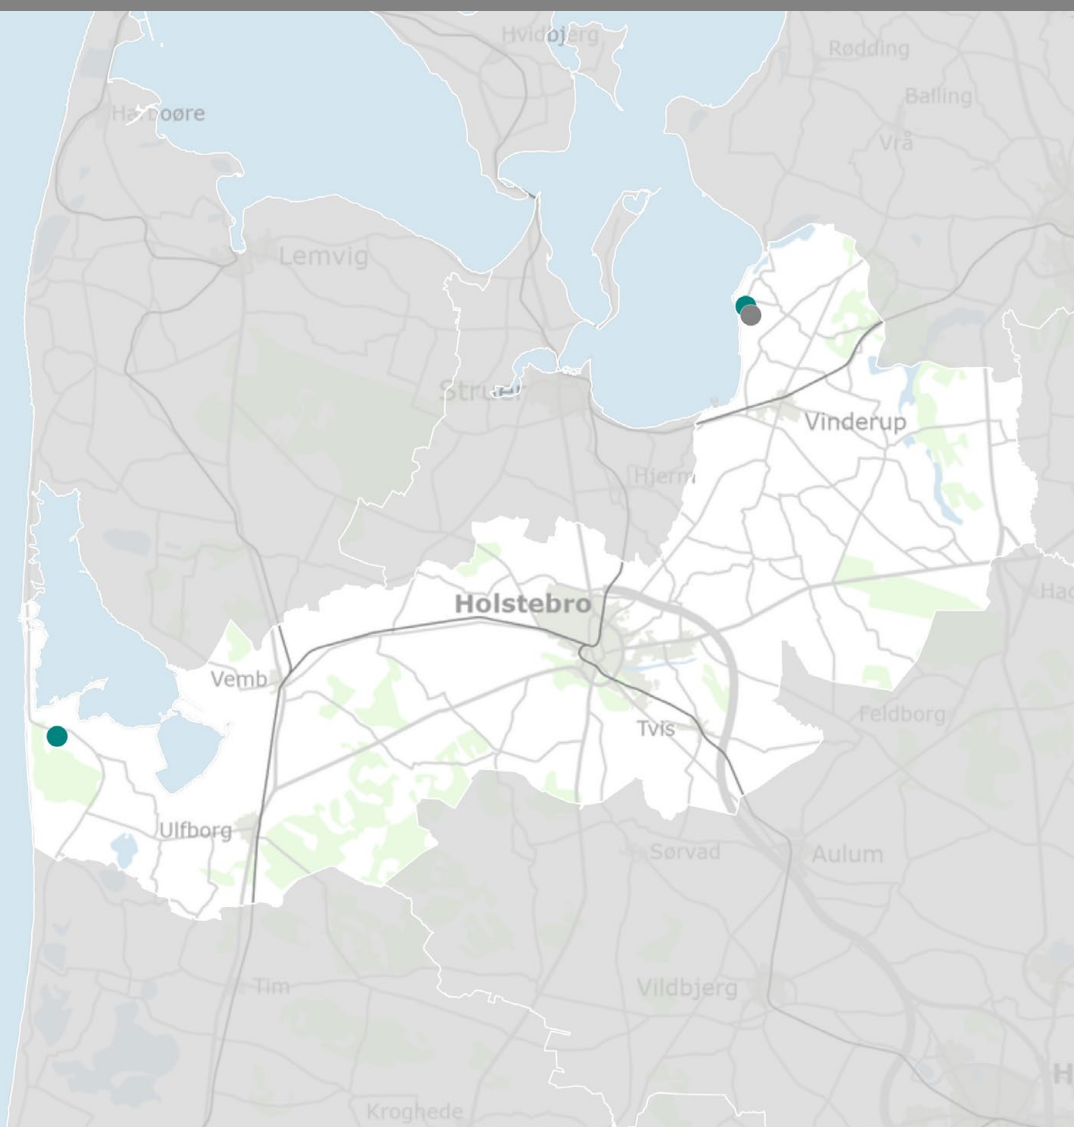 Hvidbjerg
Rødding
Balling
Harboøre
Vrå
Lemvig
Struer
Vinderup
Hjerm
Holstebro
Vemb
Feldborg
Tvis
Ulfborg
Sørvad
Aulum
Tim
Vildbjerg
Kroghede